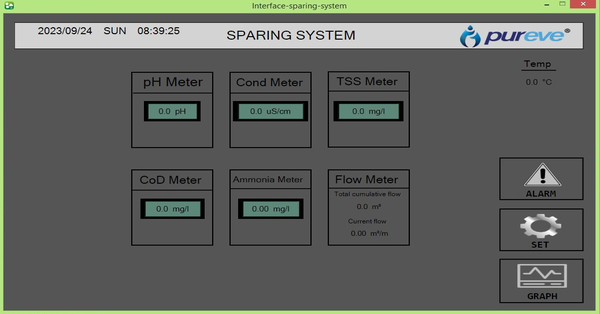 Interface-sparing-system
2023/09/24 SUN 08:39:25
SPARING SYSTEM
pureve®
pH Meter
0.0 pH
Cond Meter
0.0 uS/cm
TSS Meter
0.0 mg/l
Temp
0.0 °C
CoD Meter
0.0 mg/l
Ammonia Meter
0.00 mg/l
Flow Meter
Total cumulative flow
0.0 m³
Current flow
0.00 m³/m
ALARM
SET
GRAPH